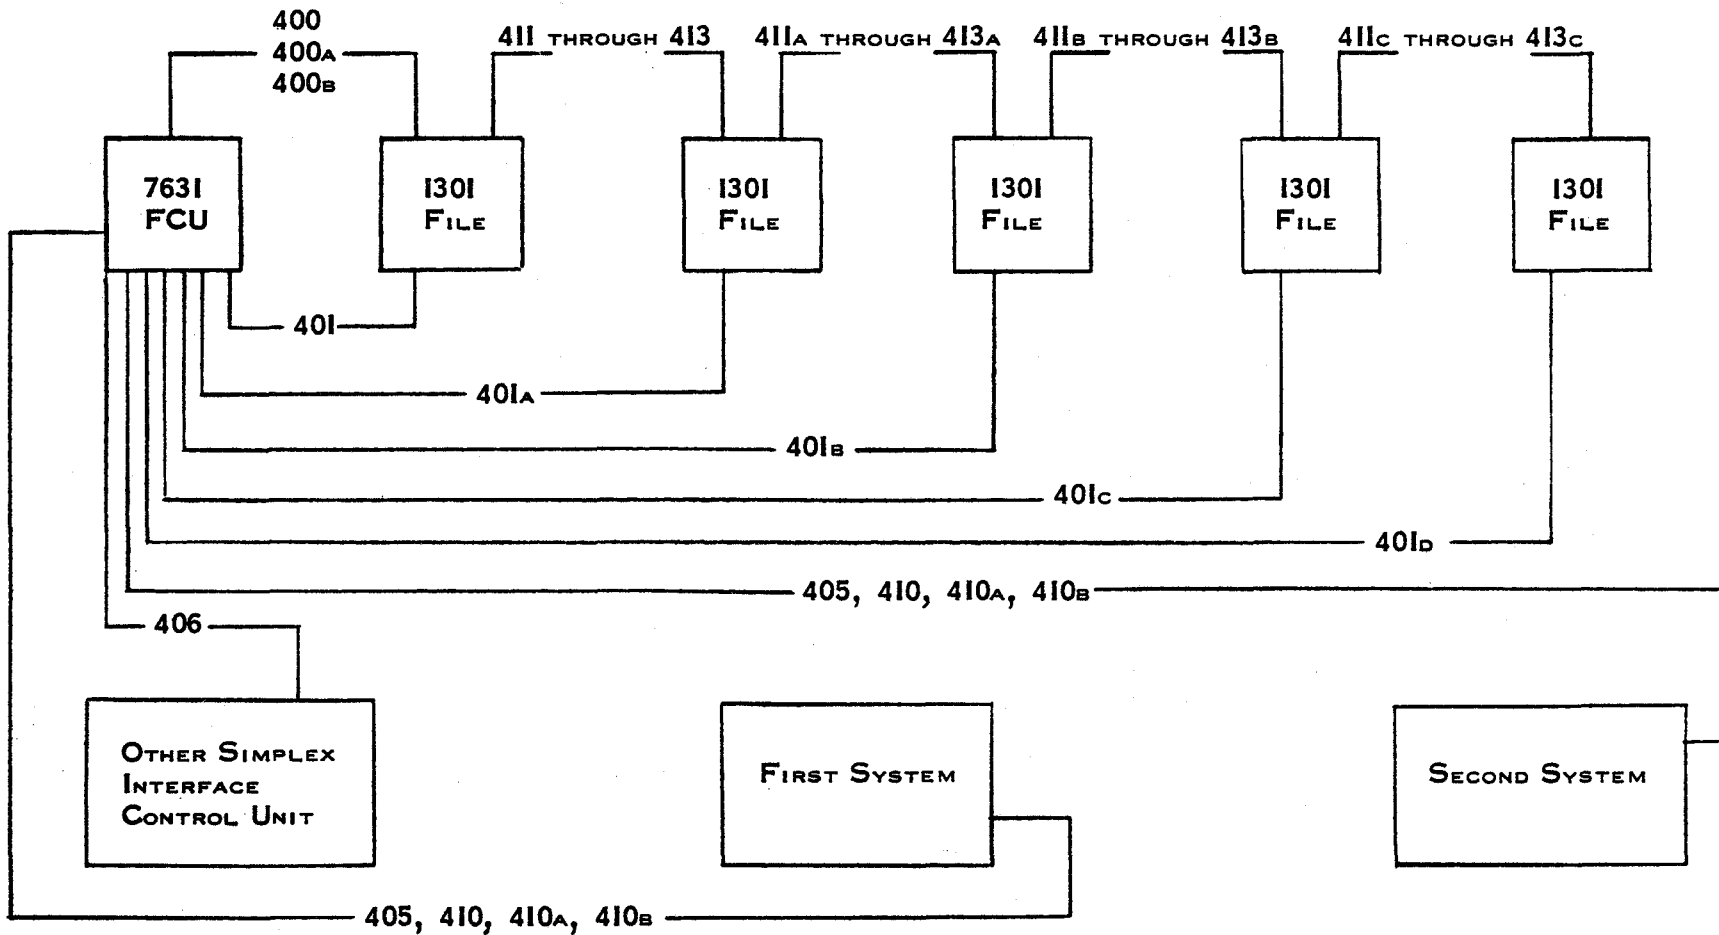 400
400A
400B
411 THROUGH 413
411A THROUGH 413A
411B THROUGH 413B
411C THROUGH 413C
7631
FCU
1301
FILE
1301
FILE
1301
FILE
1301
FILE
1301
FILE
401
401A
401B
401C
401D
405, 410, 410A, 410B
406
OTHER SIMPLEX
INTERFACE
CONTROL UNIT
FIRST SYSTEM
SECOND SYSTEM
405, 410, 410A, 410B